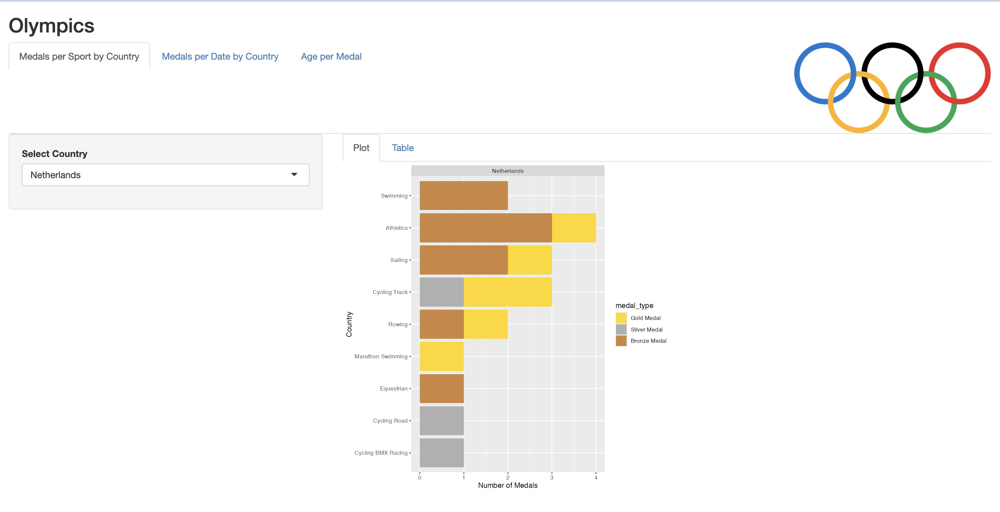 Olympics
Medals per Sport by Country
Medals per Date by Country
Age per Medal
Select Country
Netherlands
Plot
Table
Netherlands
Swimming
Athletics
Sailing
Cycling Track
Rowing
Marathon Swimming
Equestrian
Cycling Road
Cycling BMX Racing
Country
0 1 2 3 4
Number of Medals
medal_type
Gold Medal
Silver Medal
Bronze Medal